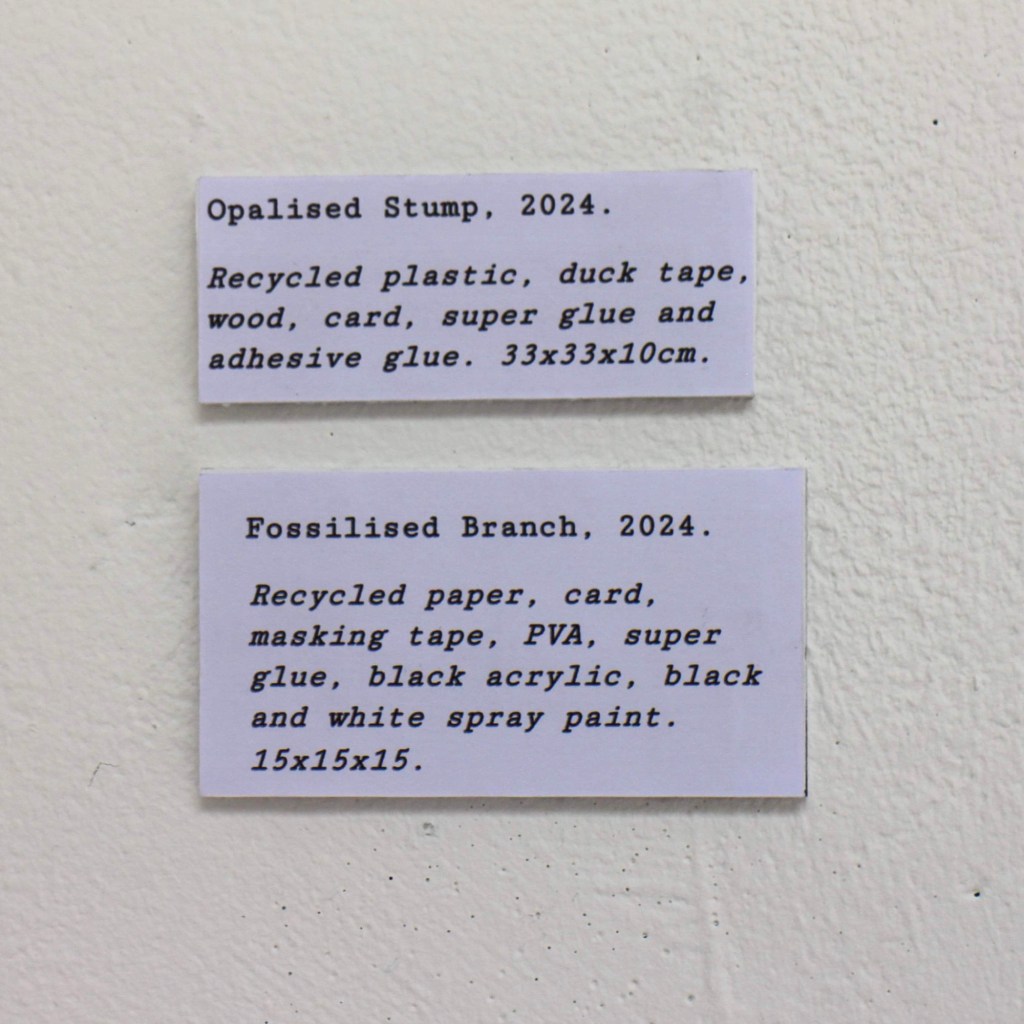 Opalised Stump, 2024.
Recycled plastic, duck tape,
wood, card, super glue and
adhesive glue. 33x33x10cm.
Fossilised Branch, 2024.
Recycled paper, card,
masking tape, PVA, super
glue, black acrylic, black
and white spray paint.
15x15x15.